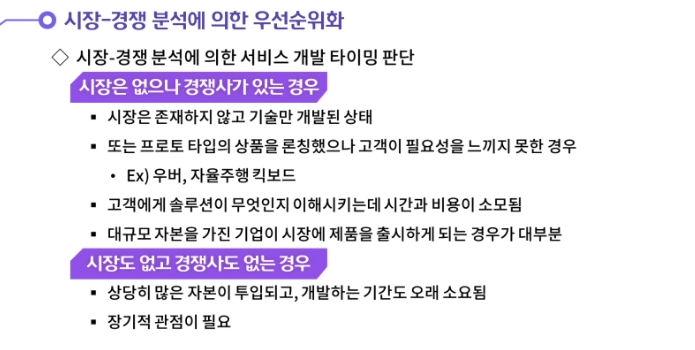 시장-경쟁 분석에 의한 우선순위화
◇ 시장-경쟁 분석에 의한 서비스 개발 타이밍 판단
시장은 없으나 경쟁사가 있는 경우
▪ 시장은 존재하지 않고 기술만 개발된 상태
▪ 또는 프로토 타입의 상품을 론칭했으나 고객이 필요성을 느끼지 못한 경우
• Ex) 우버, 자율주행 킥보드
▪ 고객에게 솔루션이 무엇인지 이해시키는데 시간과 비용이 소모됨
▪ 대규모 자본을 가진 기업이 시장에 제품을 출시하게 되는 경우가 대부분
시장도 없고 경쟁사도 없는 경우
▪ 상당히 많은 자본이 투입되고, 개발하는 기간도 오래 소요됨
▪ 장기적 관점이 필요